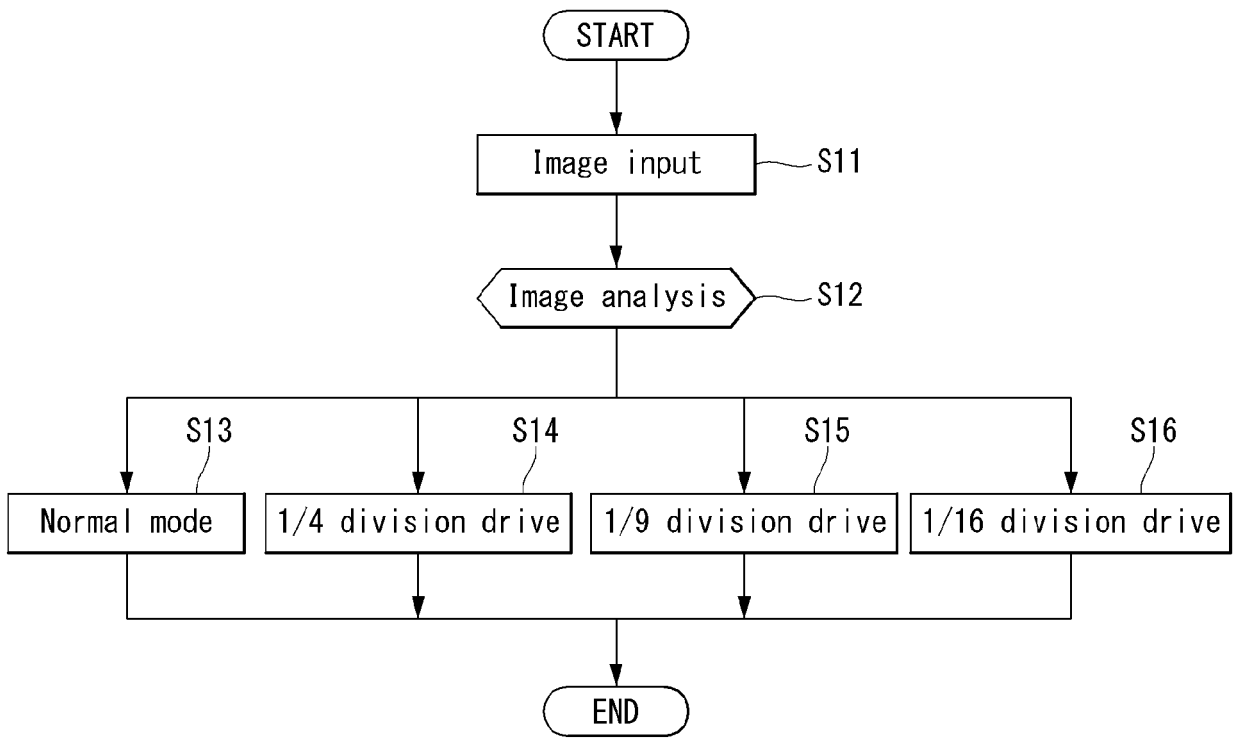 START
Image input
S11
Image analysis
S12
S13
S14
S15
S16
Normal mode
1/4 division drive
1/9 division drive
1/16 division drive
END